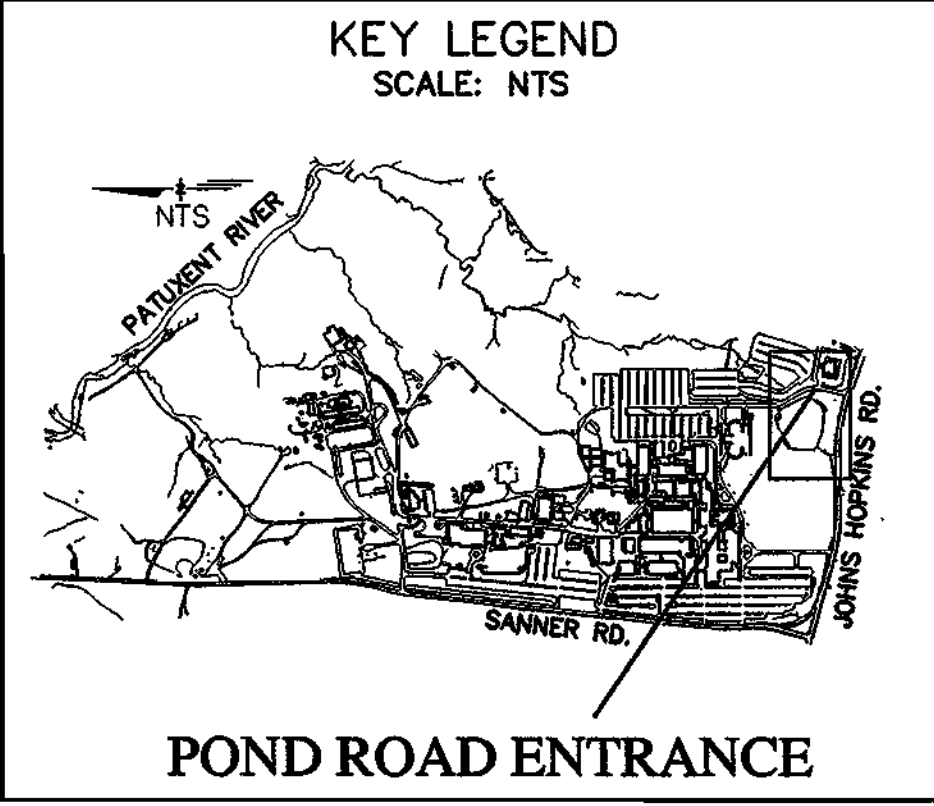 KEY LEGEND
SCALE: NTS
NTS
PATUXENT RIVER
JOHNS HOPKINS RD.
SANNER RD.
POND ROAD ENTRANCE